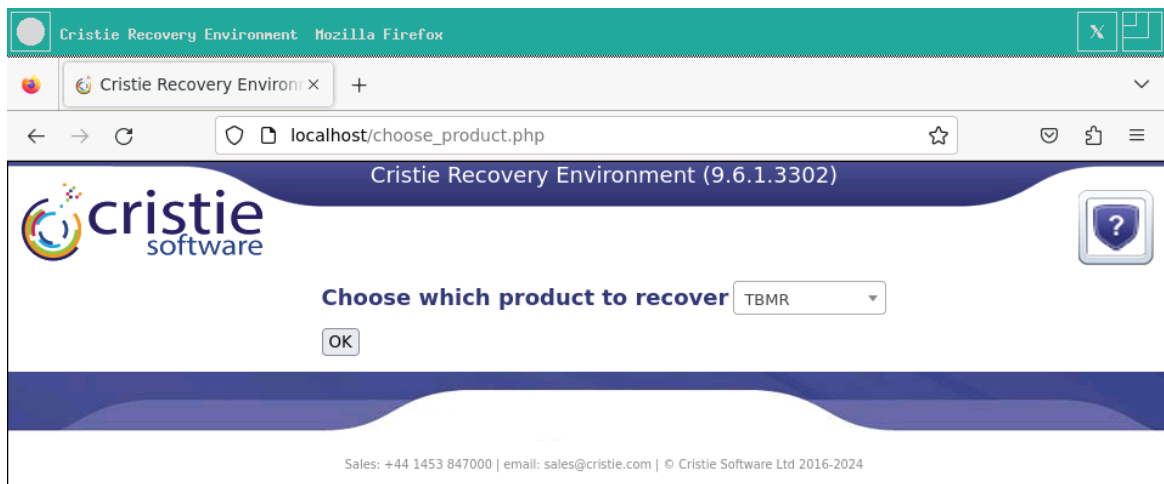 Cristie Recovery Environment Mozilla Firefox
X
Cristie Recovery Environr
localhost/choose_product.php
Cristie Recovery Environment (9.6.1.3302)
cristie
software
?
Choose which product to recover TBMR
OK
Sales: +44 1453 847000 | email: sales@cristie.com | © Cristie Software Ltd 2016-2024